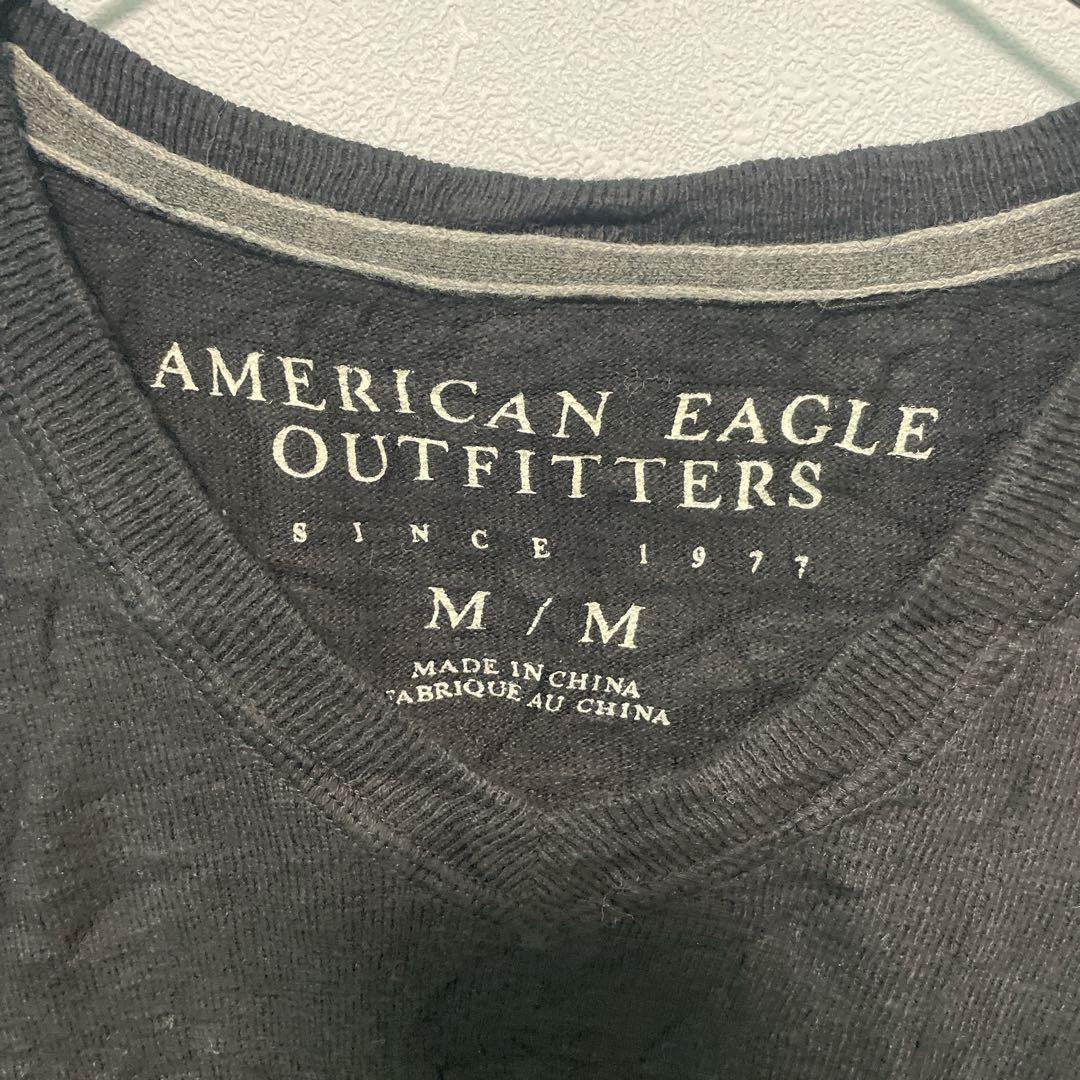 AMERICAN EAGLE
OUTFITTERS
SINCE 1977
M / M
MADE IN CHINA
FABRIQUE AU CHINA